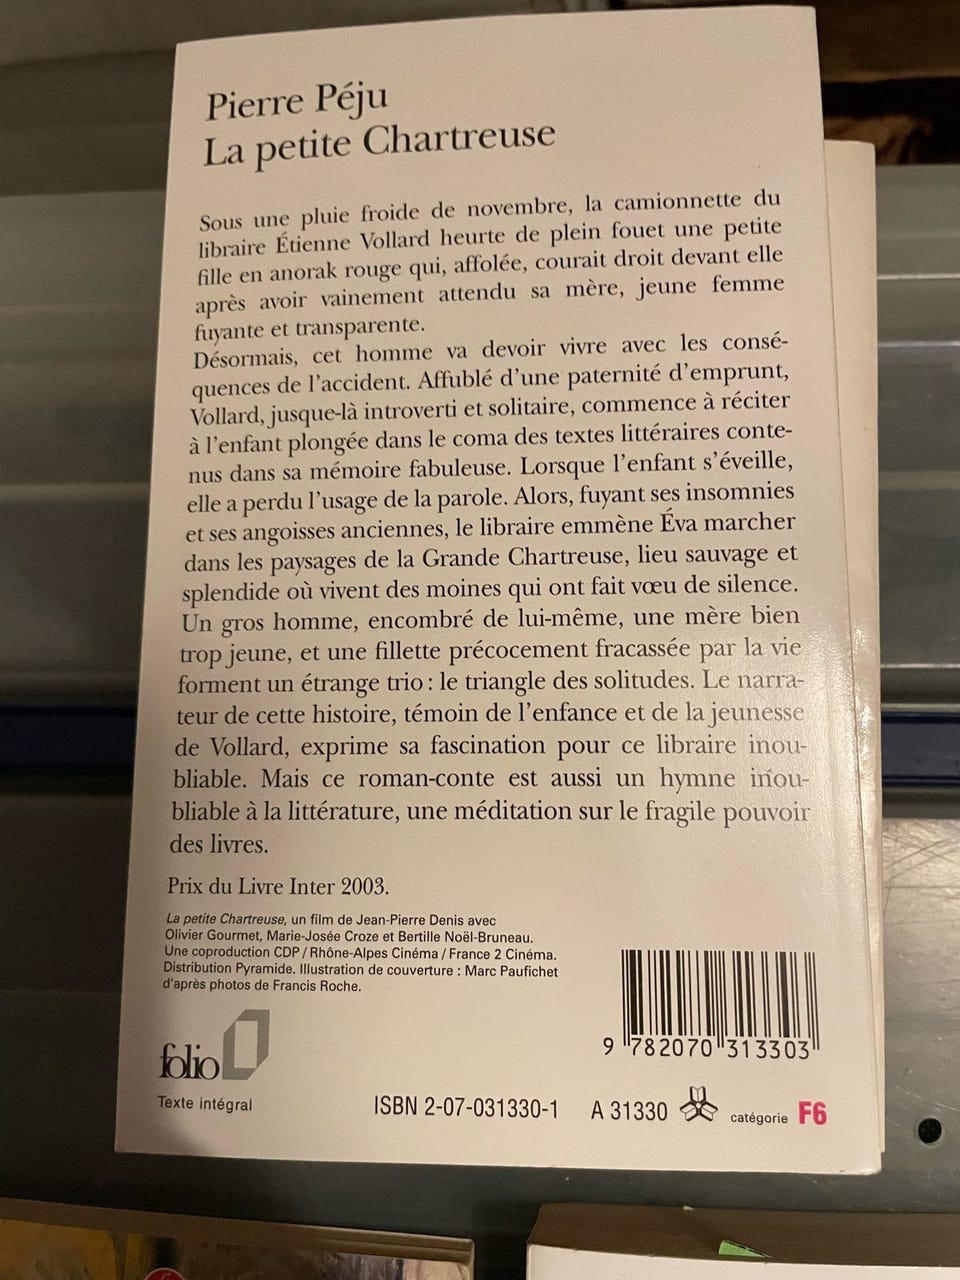 Pierre Péju
La petite Chartreuse
Sous une pluie froide de novembre, la camionnette du
libraire Étienne Vollard heurte de plein fouet une petite
fille en anorak rouge qui, affolée, courait droit devant elle
après avoir vainement attendu sa mère, jeune femme
fuyante et transparente.
Désormais, cet homme va devoir vivre avec les consé-
quences de l'accident. Affublé d'une paternité d'emprunt,
Vollard, jusque-là introverti et solitaire, commence à réciter
à l'enfant plongée dans le coma des textes littéraires conte-
nus dans sa mémoire fabuleuse. Lorsque l'enfant s'éveille,
elle a perdu l'usage de la parole. Alors, fuyant ses insomnies
et ses angoisses anciennes, le libraire emmène Éva marcher
dans les paysages de la Grande Chartreuse, lieu sauvage et
splendide où vivent des moines qui ont fait vœu de silence.
Un gros homme, encombré de lui-même, une mère bien
trop jeune, et une fillette précocement fracassée par la vie
forment un étrange trio : le triangle des solitudes. Le narra-
teur de cette histoire, témoin de l'enfance et de la jeunesse
de Vollard, exprime sa fascination pour ce libraire inou-
bliable. Mais ce roman-conte est aussi un hymne inou-
bliable à la littérature, une méditation sur le fragile pouvoir
des livres.
Prix du Livre Inter 2003.
La petite Chartreuse, un film de Jean-Pierre Denis avec
Olivier Gourmet, Marie-Josée Croze et Bertille Noël-Bruneau.
Une coproduction CDP / Rhône-Alpes Cinéma / France 2 Cinéma.
Distribution Pyramide. Illustration de couverture : Marc Paufichet
d'après photos de Francis Roche.
9 782070 313303
folio
Texte intégral
ISBN 2-07-031330-1 A 31330 catégorie F6